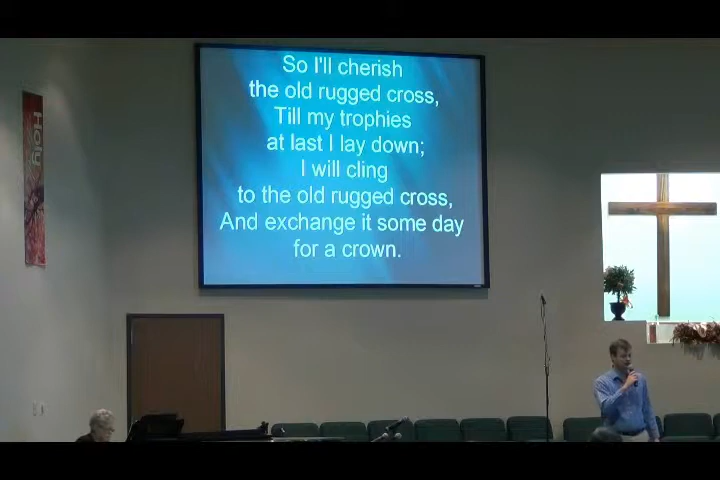 So I'll cherish
the old rugged cross,
Till my trophies
at last I lay down;
I will cling
to the old rugged cross,
And exchange it some day
for a crown.
Holy